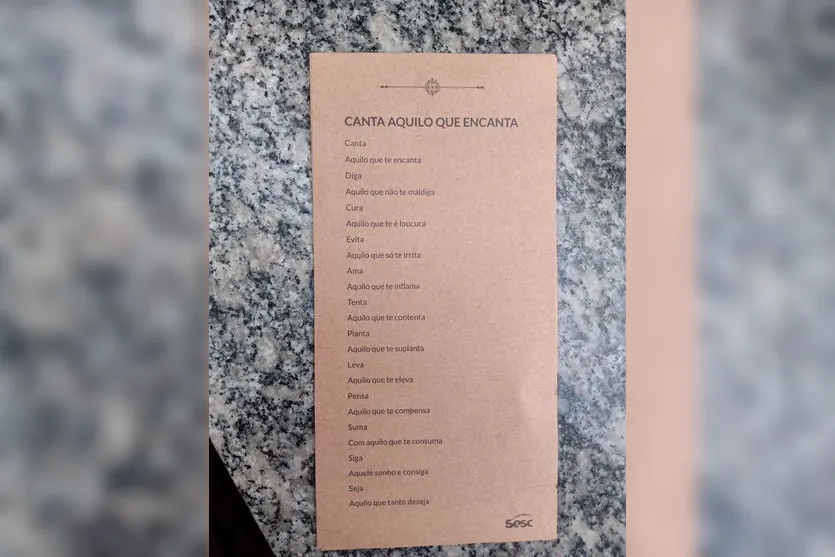 CANTA AQUILO QUE ENCANTA
Canta
Aquilo que te encanta
Diga
Aquilo que não te maldiga
Cura
Aquilo que te é loucura
Evita
Aquilo que só te irrita
Ama
Aquilo que te inflama
Tenta
Aquilo que te contenta
Planta
Aquilo que te suplanta
Leva
Aquilo que te eleva
Pensa
Aquilo que te compensa
Suma
Com aquilo que te consuma
Siga
Aquele sonho e consiga
Seja
Aquilo que tanto deseja
Sesc